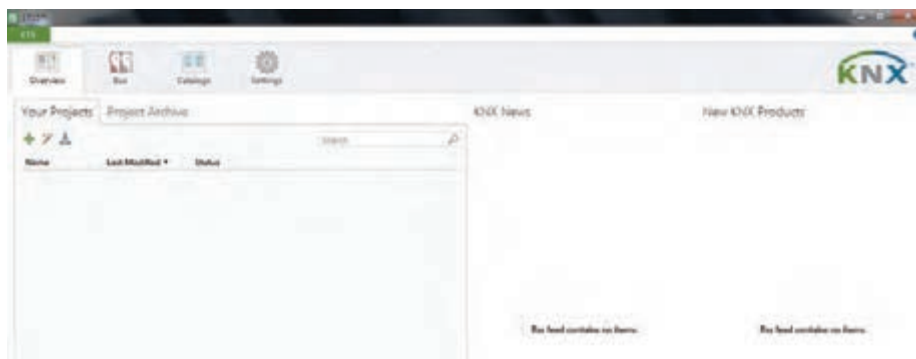 ETS
Overview Bus Catalogs Settings
KNX
Your Projects Project Archive KNX News New KNX Products
Search
Name Last Modified Status
Rss feed contains no items. Rss feed contains no items.